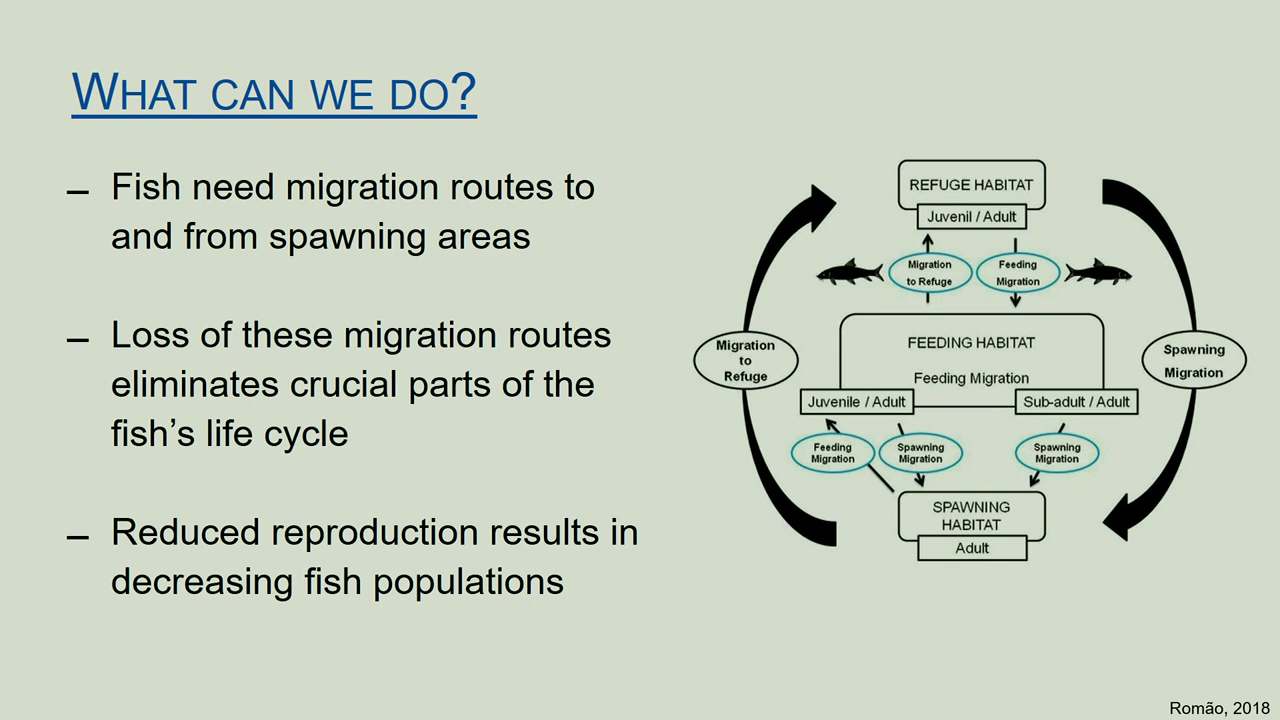 WHAT CAN WE DO?
– Fish need migration routes to
and from spawning areas
– Loss of these migration routes
eliminates crucial parts of the
fish’s life cycle
– Reduced reproduction results in
decreasing fish populations
REFUGE HABITAT
Juvenil / Adult
Migration
to Refuge
Feeding
Migration
FEEDING HABITAT
Feeding Migration
Juvenile / Adult
Sub-adult / Adult
Migration
to
Refuge
Spawning
Migration
Feeding
Migration
Spawning
Migration
Spawning
Migration
SPAWNING
HABITAT
Adult
Romão, 2018